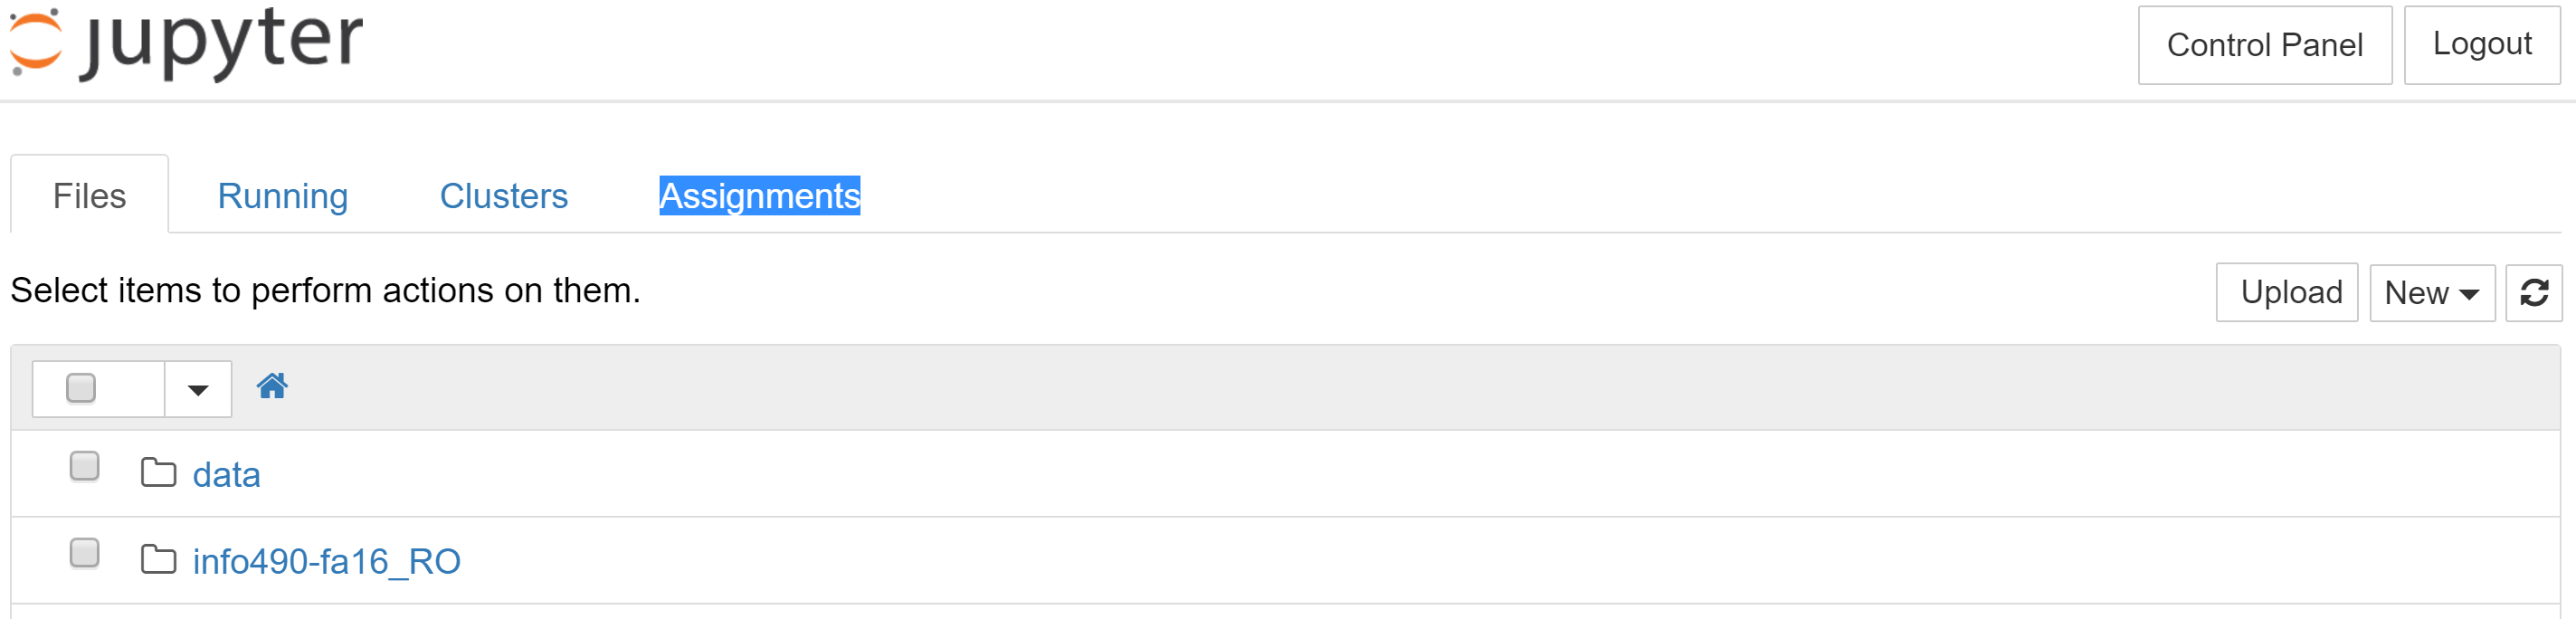 jupyter
Control Panel Logout
Files Running Clusters Assignments
Select items to perform actions on them.
Upload New
data
info490-fa16_RO